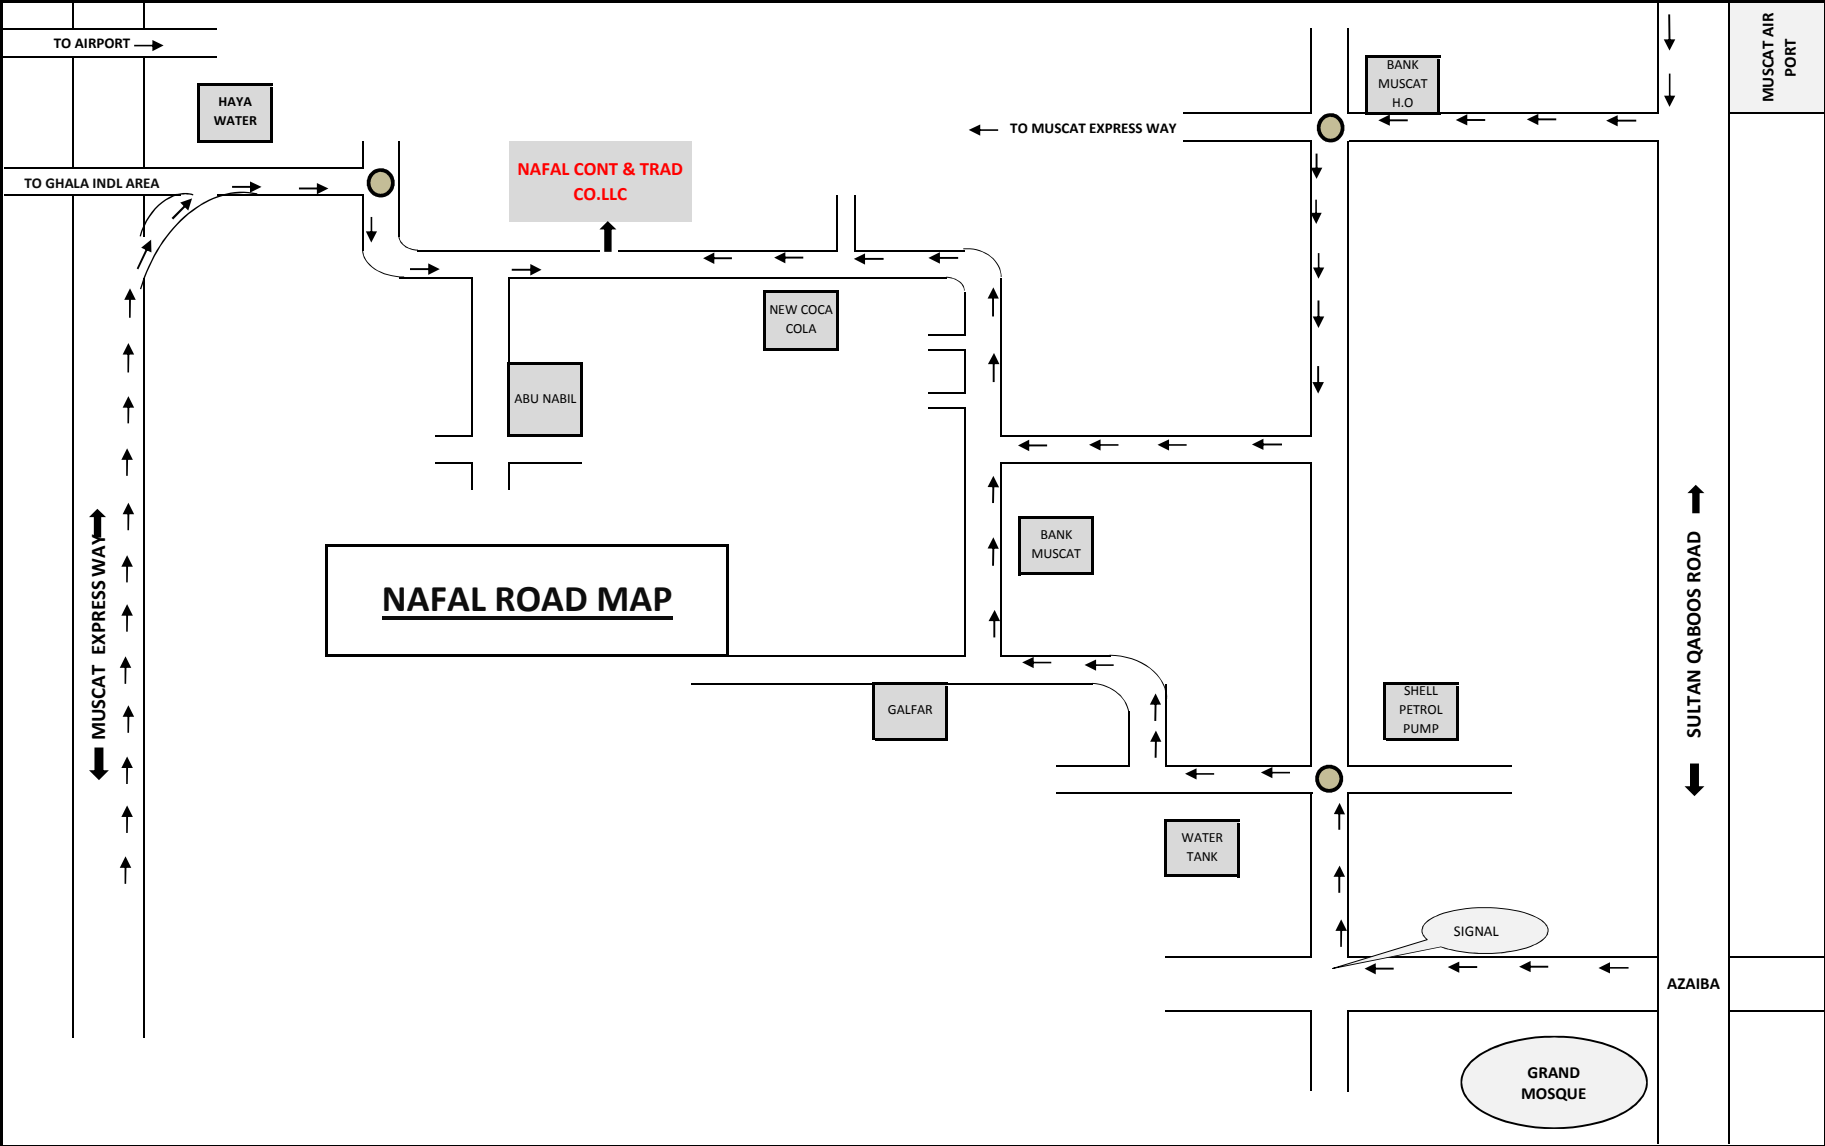 TO AIRPORT
MUSCAT AIR
PORT
BANK
MUSCAT
H.O
HAYA
WATER
TO MUSCAT EXPRESS WAY
NAFAL CONT & TRAD
CO.LLC
TO GHALA INDL AREA
NEW COCA
COLA
ABU NABIL
BANK
MUSCAT
NAFAL ROAD MAP
MUSCAT EXPRESS WAY
SULTAN QABOOS ROAD
GALFAR
SHELL
PETROL
PUMP
WATER
TANK
SIGNAL
AZAIBA
GRAND
MOSQUE